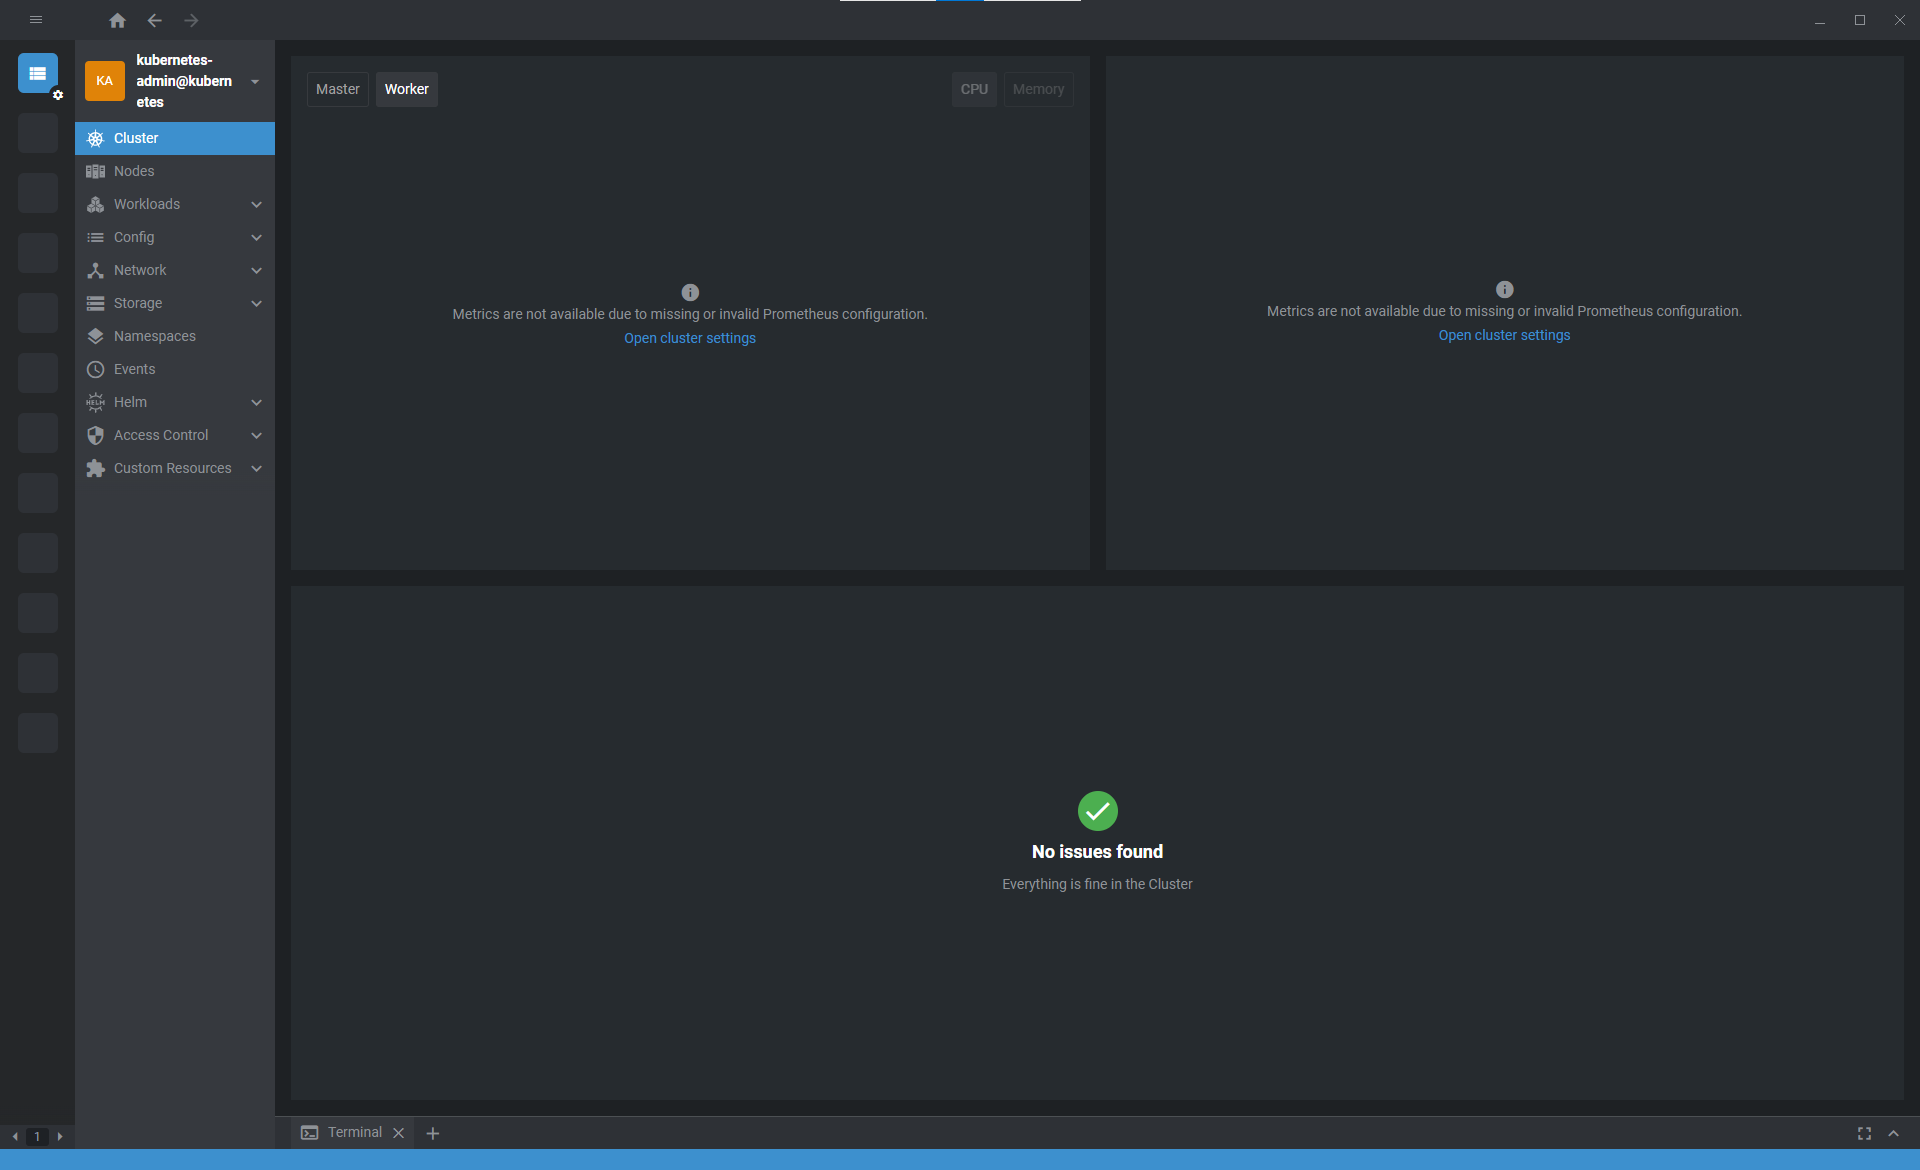 kubernetes-
admin@kubern
etes
KA
Cluster
Nodes
Workloads
Config
Network
Storage
Namespaces
Events
HELM
Helm
Access Control
Custom Resources
Master
Worker
CPU
Memory
Metrics are not available due to missing or invalid Prometheus configuration.
Open cluster settings
Metrics are not available due to missing or invalid Prometheus configuration.
Open cluster settings
No issues found
Everything is fine in the Cluster
1
Terminal